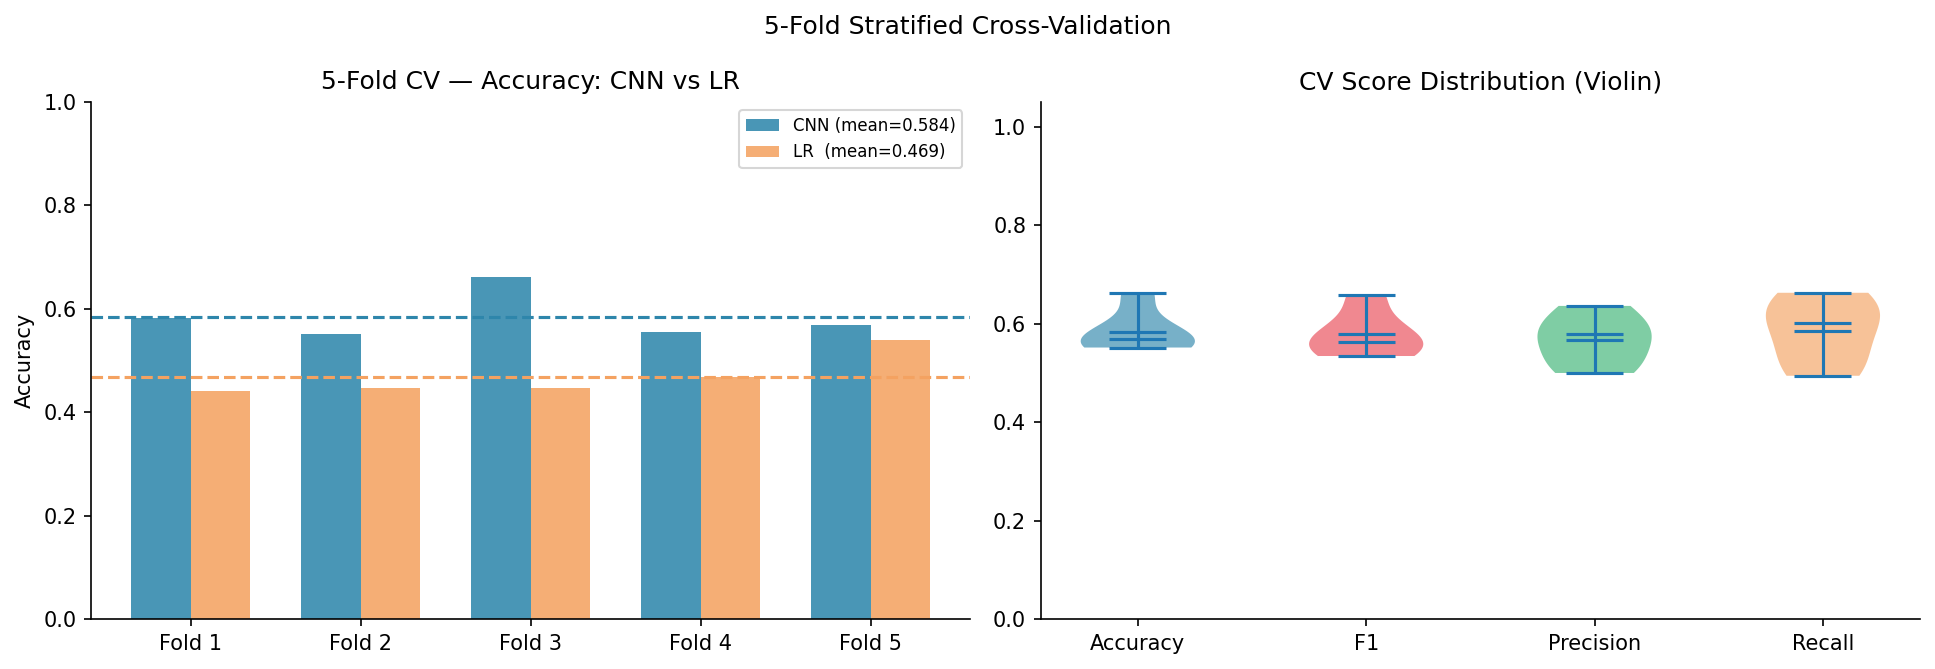 5-Fold Stratified Cross-Validation
5-Fold CV — Accuracy: CNN vs LR
CNN (mean=0.584)
LR (mean=0.469)
Accuracy
1.0
0.8
0.6
0.4
0.2
0.0
Fold 1
Fold 2
Fold 3
Fold 4
Fold 5
CV Score Distribution (Violin)
1.0
0.8
0.6
0.4
0.2
0.0
Accuracy
F1
Precision
Recall